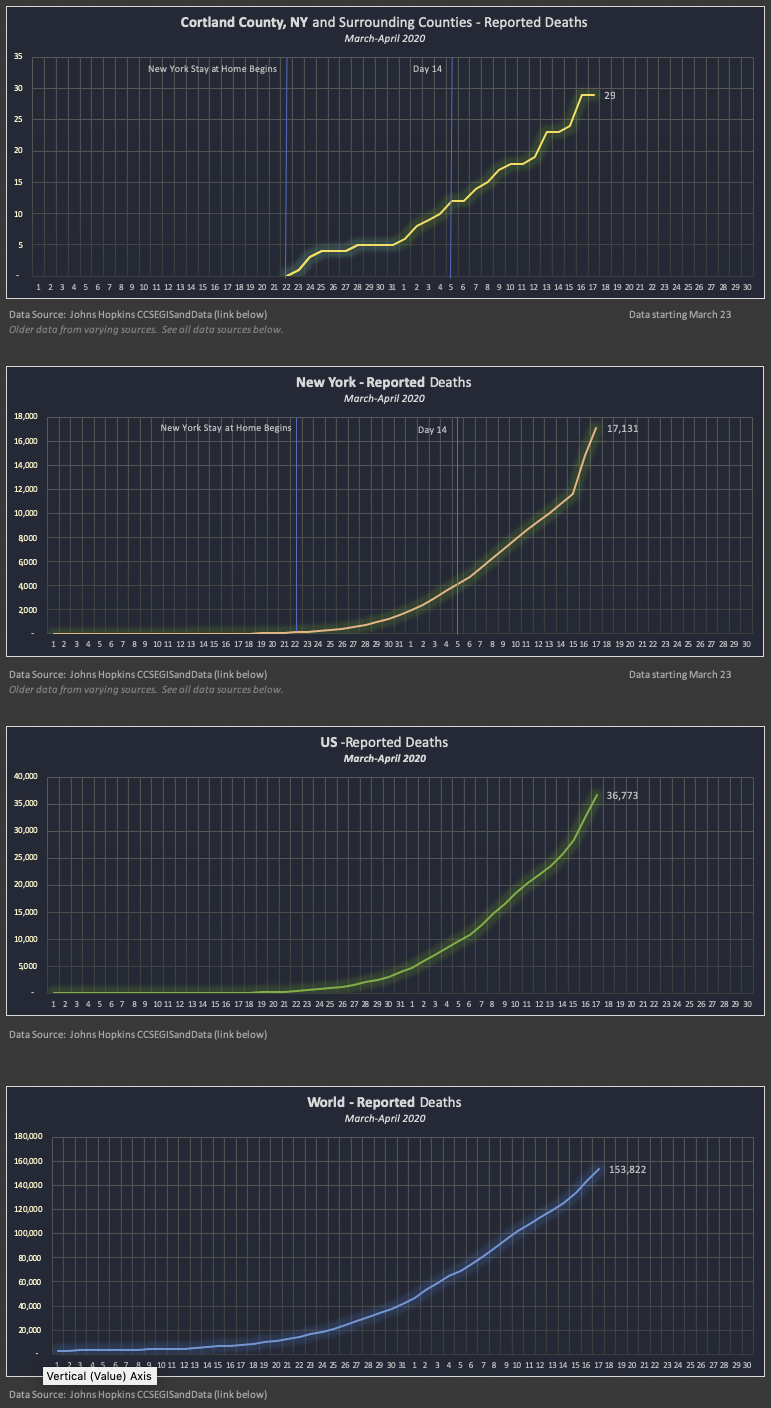 Cortland County, NY and Surrounding Counties - Reported Deaths
March-April 2020
New York Stay at Home Begins
Day 14
35
30
25
20
15
10
5
-
29
1 2 3 4 5 6 7 8 9 10 11 12 13 14 15 16 17 18 19 20 21 22 23 24 25 26 27 28 29 30 31 1 2 3 4 5 6 7 8 9 10 11 12 13 14 15 16 17 18 19 20 21 22 23 24 25 26 27 28 29 30
Data Source: Johns Hopkins CCSEGISandData (link below)
Data starting March 23
Older data from varying sources. See all data sources below.
New York - Reported Deaths
March-April 2020
New York Stay at Home Begins
Day 14
18,000
16,000
14,000
12,000
10,000
8,000
6,000
4,000
2,000
-
17,131
1 2 3 4 5 6 7 8 9 10 11 12 13 14 15 16 17 18 19 20 21 22 23 24 25 26 27 28 29 30 31 1 2 3 4 5 6 7 8 9 10 11 12 13 14 15 16 17 18 19 20 21 22 23 24 25 26 27 28 29 30
Data Source: Johns Hopkins CCSEGISandData (link below)
Data starting March 23
Older data from varying sources. See all data sources below.
US -Reported Deaths
March-April 2020
40,000
35,000
30,000
25,000
20,000
15,000
10,000
5,000
-
36,773
1 2 3 4 5 6 7 8 9 10 11 12 13 14 15 16 17 18 19 20 21 22 23 24 25 26 27 28 29 30 31 1 2 3 4 5 6 7 8 9 10 11 12 13 14 15 16 17 18 19 20 21 22 23 24 25 26 27 28 29 30
Data Source: Johns Hopkins CCSEGISandData (link below)
World - Reported Deaths
March-April 2020
180,000
160,000
140,000
120,000
100,000
80,000
60,000
40,000
20,000
-
153,822
1 2 3 4 5 6 7 8 9 10 11 12 13 14 15 16 17 18 19 20 21 22 23 24 25 26 27 28 29 30 31 1 2 3 4 5 6 7 8 9 10 11 12 13 14 15 16 17 18 19 20 21 22 23 24 25 26 27 28 29 30
Vertical (Value) Axis
Data Source: Johns Hopkins CCSEGISandData (link below)